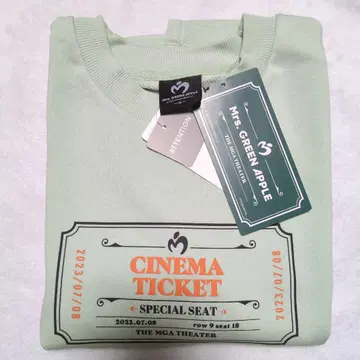 Mrs. GREEN APPLE
ATTENTION
Mrs. GREEN APPLE
THE MGA THEATER
2023/07/08
CINEMA
TICKET
SPECIAL SEAT
2023.07.08 row 9 seat 18
THE MGA THEATER
2023/07/08